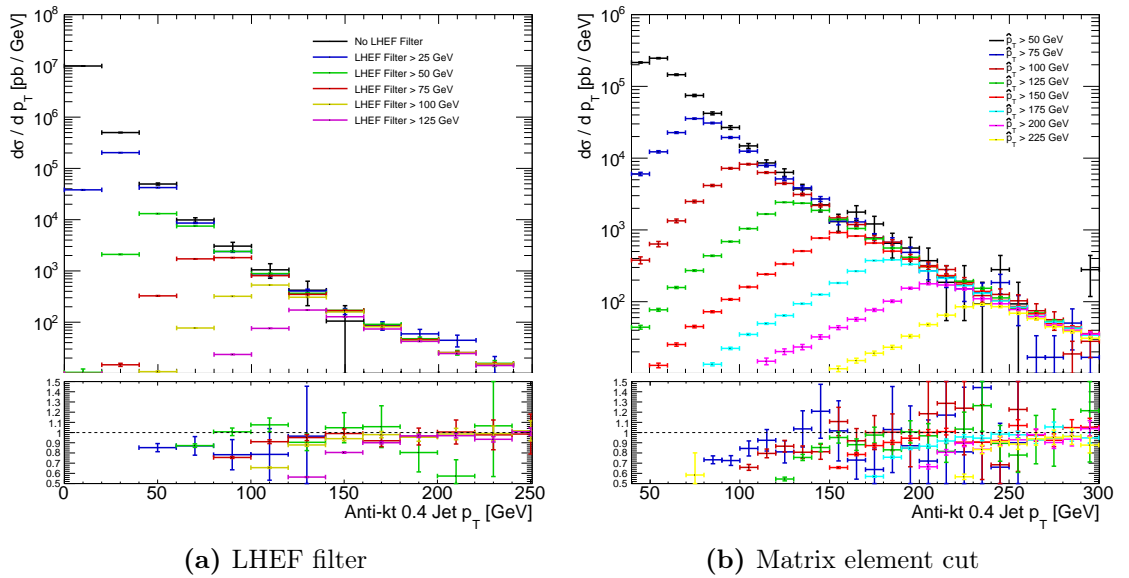 dσ / d p_T [pb / GeV]
10^8
10^7
10^6
10^5
10^4
10^3
10^2
10
No LHEF Filter
LHEF Filter > 25 GeV
LHEF Filter > 50 GeV
LHEF Filter > 75 GeV
LHEF Filter > 100 GeV
LHEF Filter > 125 GeV
1.5
1.4
1.3
1.2
1.1
1
0.9
0.8
0.7
0.6
0.5
0 50 100 150 200 250
Anti-kt 0.4 Jet p_T [GeV]
(a) LHEF filter
dσ / d p_T [pb / GeV]
10^6
10^5
10^4
10^3
10^2
p̂_T > 50 GeV
p̂_T > 75 GeV
p̂_T > 100 GeV
p̂_T > 125 GeV
p̂_T > 150 GeV
p̂_T > 175 GeV
p̂_T > 200 GeV
p̂_T > 225 GeV
1.5
1.4
1.3
1.2
1.1
1
0.9
0.8
0.7
0.6
0.5
50 100 150 200 250 300
Anti-kt 0.4 Jet p_T [GeV]
(b) Matrix element cut